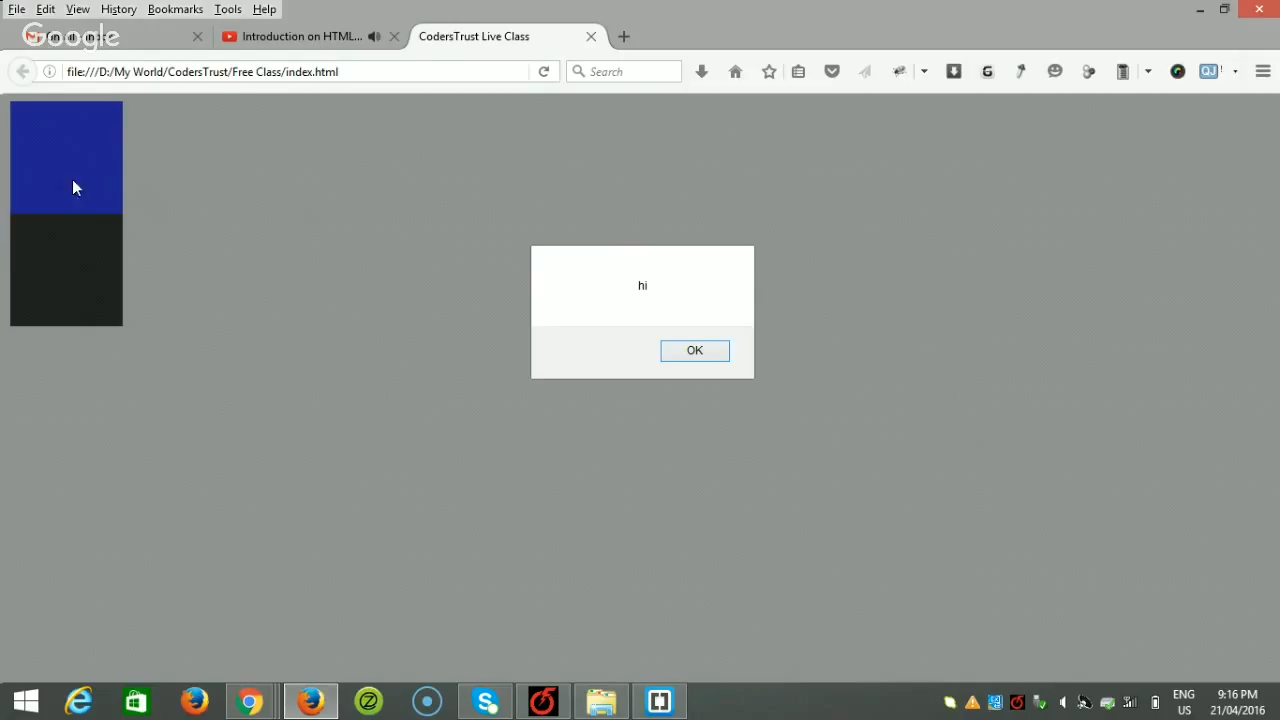 File Edit View History Bookmarks Tools Help
Google
Introduction on HTML...
CodersTrust Live Class
file:///D:/My World/CodersTrust/Free Class/index.html
Search
G
QJ
hi
OK
ENG
US
9:16 PM
21/04/2016